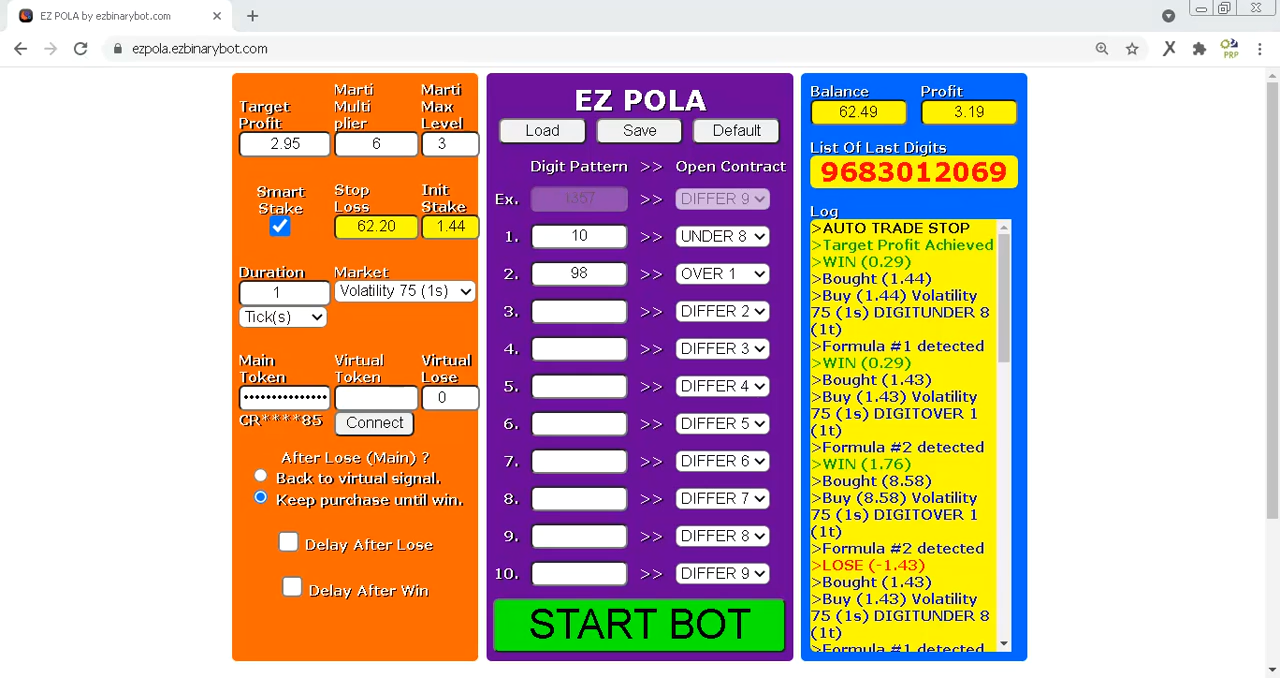 EZ POLA by ezbinarybot.com
ezpola.ezbinarybot.com
X
PRP
Target Profit
Marti Multi plier
Marti Max Level
2.95
6
3
Smart Stake
Stop Loss
Init Stake
62.20
1.44
Duration
Market
1
Volatility 75 (1s)
Tick(s)
Main Token
Virtual Token
Virtual Lose
••••••••••••••
0
CR****85
Connect
After Lose (Main) ?
Back to virtual signal.
Keep purchase until win.
Delay After Lose
Delay After Win
EZ POLA
Load
Save
Default
Digit Pattern >> Open Contract
Ex. 1357 >> DIFFER 9
1. 10 >> UNDER 8
2. 98 >> OVER 1
3. >> DIFFER 2
4. >> DIFFER 3
5. >> DIFFER 4
6. >> DIFFER 5
7. >> DIFFER 6
8. >> DIFFER 7
9. >> DIFFER 8
10. >> DIFFER 9
START BOT
Balance
Profit
62.49
3.19
List Of Last Digits
9683012069
Log
>AUTO TRADE STOP
>Target Profit Achieved
>WIN (0.29)
>Bought (1.44)
>Buy (1.44) Volatility
75 (1s) DIGITUNDER 8
(1t)
>Formula #1 detected
>WIN (0.29)
>Bought (1.43)
>Buy (1.43) Volatility
75 (1s) DIGITOVER 1
(1t)
>Formula #2 detected
>WIN (1.76)
>Bought (8.58)
>Buy (8.58) Volatility
75 (1s) DIGITOVER 1
(1t)
>Formula #2 detected
>LOSE (-1.43)
>Bought (1.43)
>Buy (1.43) Volatility
75 (1s) DIGITUNDER 8
(1t)
>Formula #1 detected